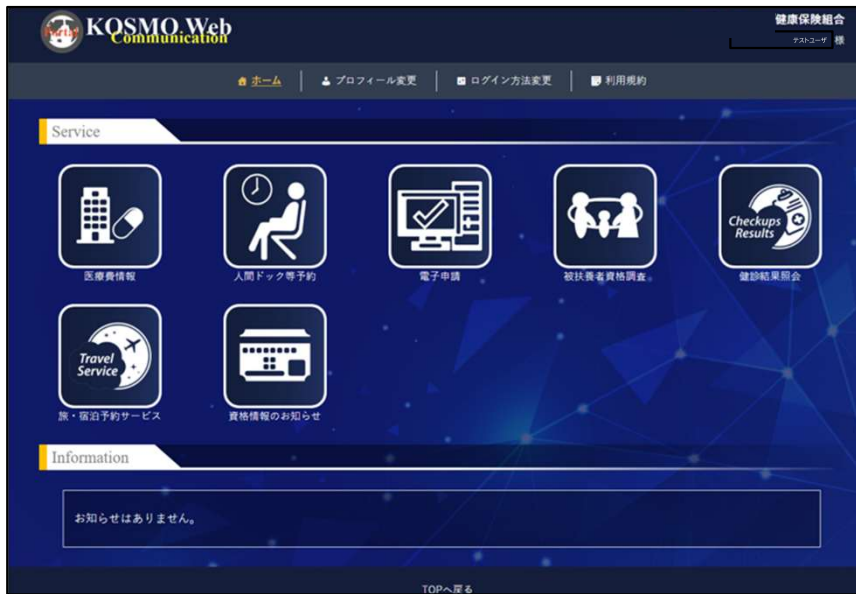 Portal
KOSMO Web
Communication
健康保険組合
テストユーザ 様
ホーム
プロフィール変更
ログイン方法変更
利用規約
Service
医療費情報
人間ドック等予約
電子申請
被扶養者資格調査
Checkups
Results
健診結果照会
Travel
Service
旅・宿泊予約サービス
資格情報のお知らせ
Information
お知らせはありません。
TOPへ戻る